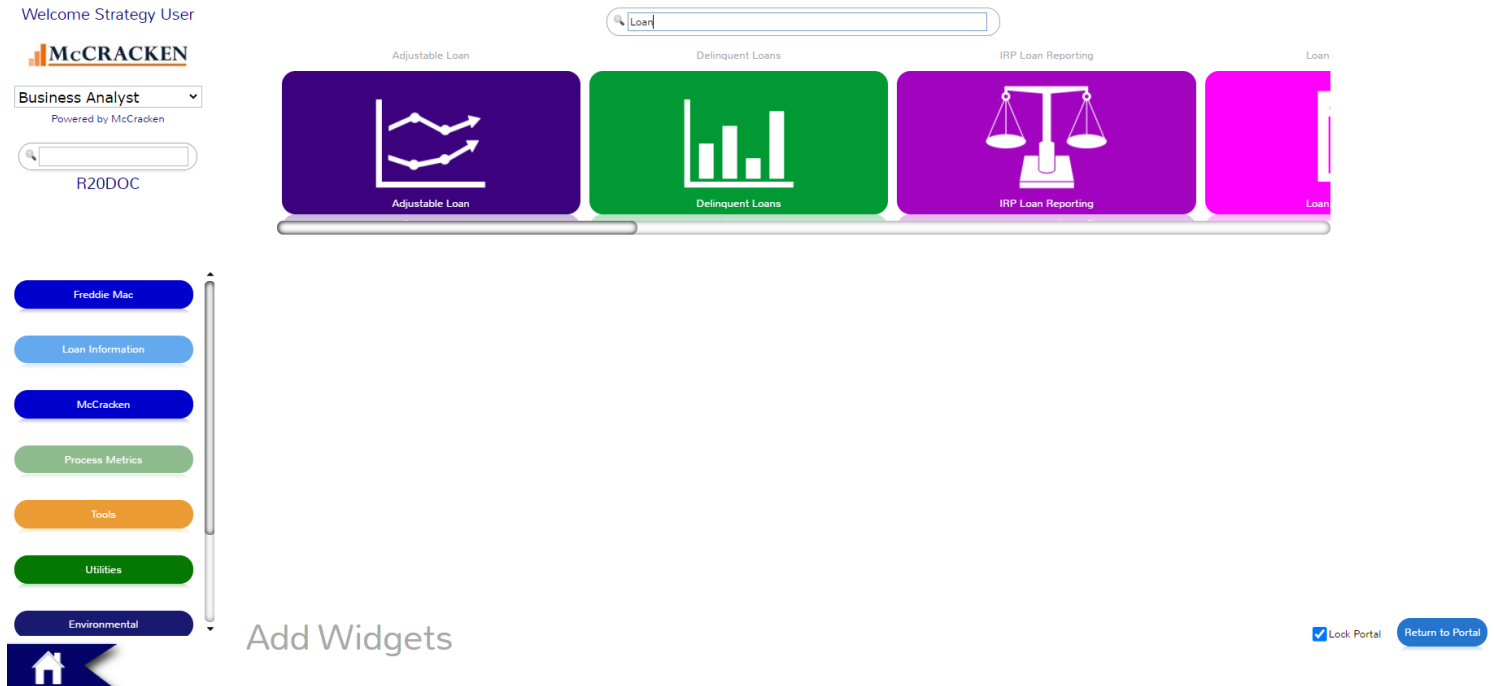 Welcome Strategy User
McCRACKEN
Business Analyst
Powered by McCracken
R20DOC
Freddie Mac
Loan Information
McCracken
Process Metrics
Tools
Utilities
Environmental
Loan
Adjustable Loan
Delinquent Loans
IRP Loan Reporting
Loan
Adjustable Loan
Delinquent Loans
IRP Loan Reporting
Loan
Add Widgets
Lock Portal
Return to Portal